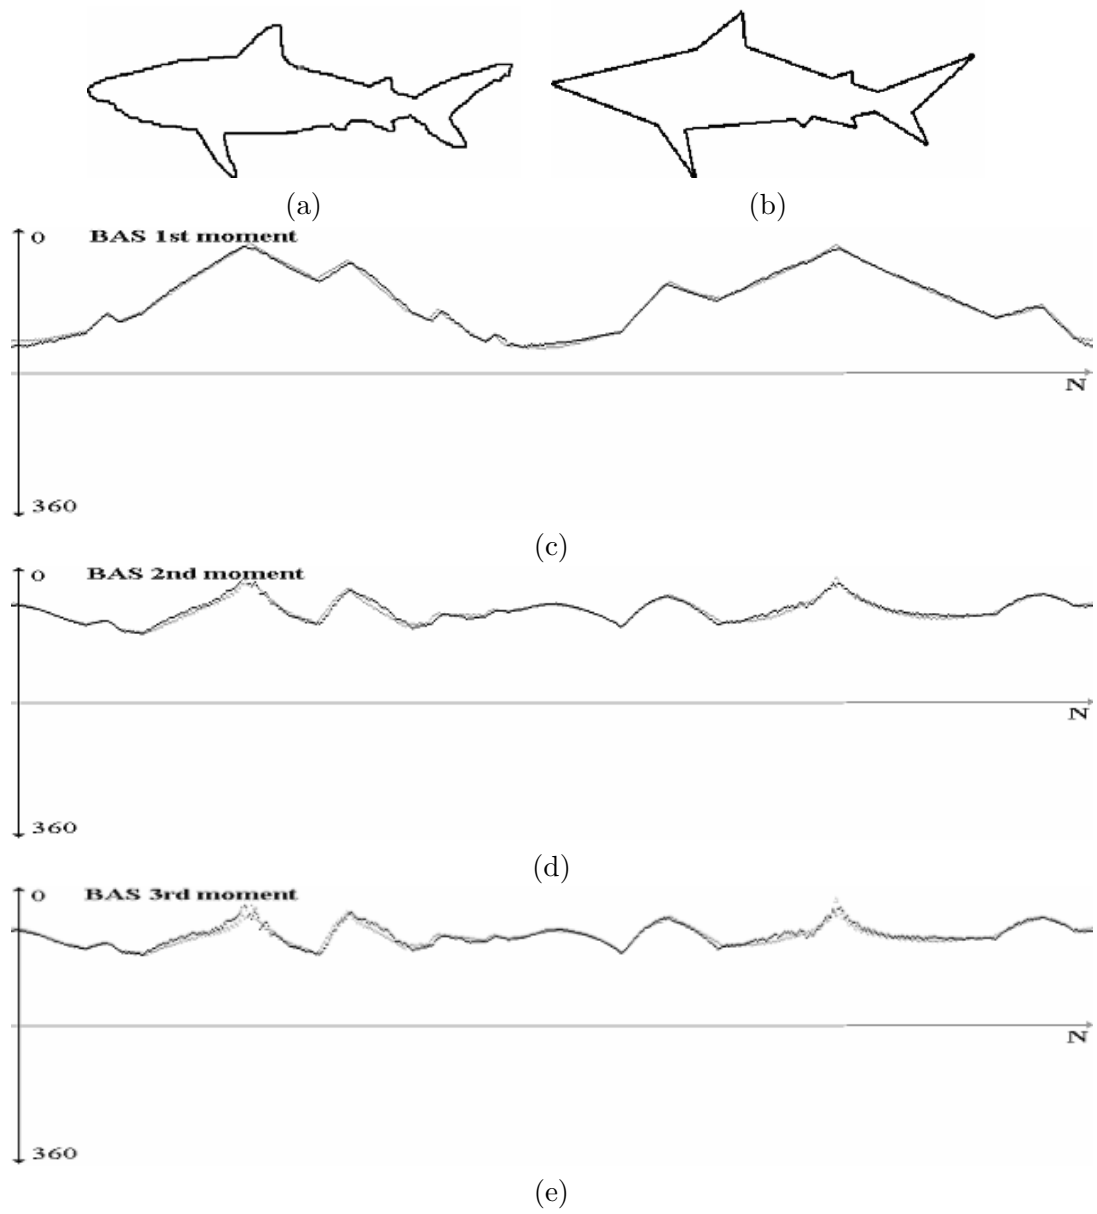 (a)
(b)
0
BAS 1st moment
N
360
(c)
0
BAS 2nd moment
N
360
(d)
0
BAS 3rd moment
N
360
(e)